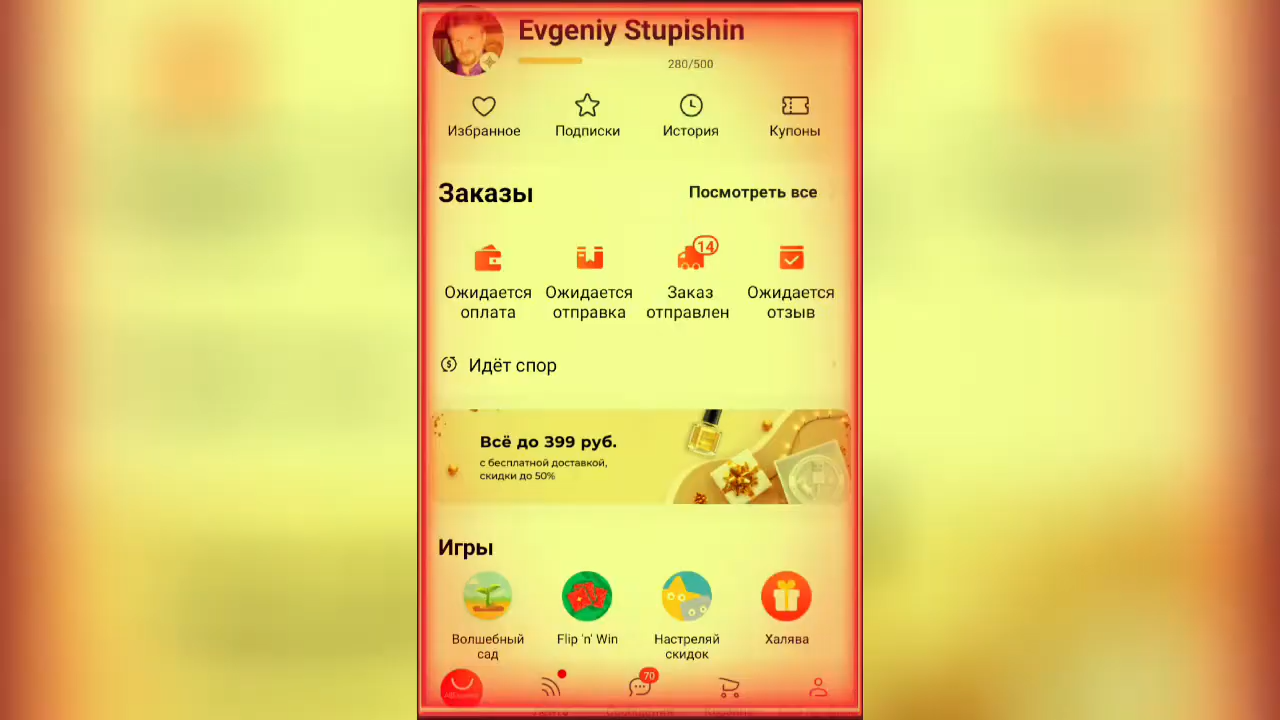 Evgeniy Stupishin
280/500
Избранное Подписки История Купоны
Заказы Посмотреть все
14
Ожидается Ожидается Заказ Ожидается
оплата отправка отправлен отзыв
Идёт спор
Всё до 399 руб.
с бесплатной доставкой,
скидки до 50%
Игры
Волшебный Flip 'n' Win Настреляй Халява
сад скидок
70